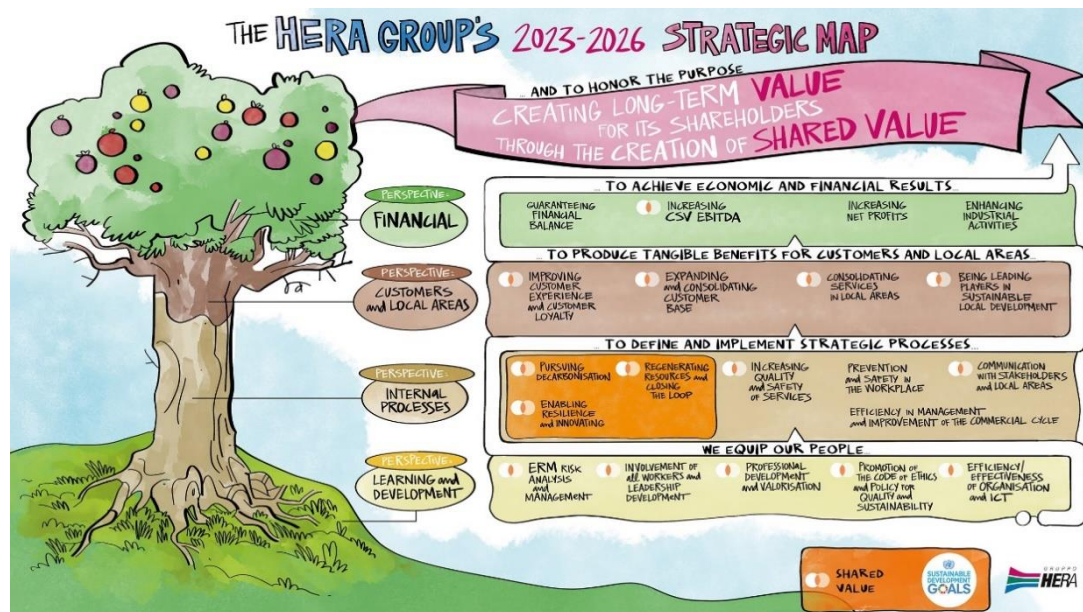 THE HERA GROUP'S 2023-2026 STRATEGIC MAP
... AND TO HONOR THE PURPOSE
CREATING LONG-TERM VALUE
FOR ITS SHAREHOLDERS
THROUGH THE CREATION OF SHARED VALUE
PERSPECTIVE:
FINANCIAL
... TO ACHIEVE ECONOMIC AND FINANCIAL RESULTS...
GUARANTEEING
FINANCIAL
BALANCE
INCREASING
CSV EBITDA
INCREASING
NET PROFITS
ENHANCING
INDUSTRIAL
ACTIVITIES
PERSPECTIVE:
CUSTOMERS
and LOCAL AREAS
... TO PRODUCE TANGIBLE BENEFITS FOR CUSTOMERS AND LOCAL AREAS...
IMPROVING
CUSTOMER
EXPERIENCE
and CUSTOMER
LOYALTY
EXPANDING
and CONSOLIDATING
CUSTOMER
BASE
CONSOLIDATING
SERVICES
IN LOCAL AREAS
BEING LEADING
PLAYERS IN
SUSTAINABLE
LOCAL DEVELOPMENT
PERSPECTIVE:
INTERNAL
PROCESSES
... TO DEFINE AND IMPLEMENT STRATEGIC PROCESSES...
PURSUING
DECARBONISATION
REGENERATING
RESOURCES and
CLOSING
THE LOOP
ENABLING
RESILIENCE
and INNOVATING
INCREASING
QUALITY
and SAFETY
OF SERVICES
PREVENTION
and SAFETY IN
THE WORKPLACE
COMMUNICATION
WITH STAKEHOLDERS
and LOCAL AREAS
EFFICIENCY IN MANAGEMENT
and IMPROVEMENT OF THE COMMERCIAL CYCLE
PERSPECTIVE:
LEARNING and
DEVELOPMENT
WE EQUIP OUR PEOPLE...
ERM RISK
ANALYSIS
and
MANAGEMENT
INVOLVEMENT OF
all WORKERS and
LEADERSHIP
DEVELOPMENT
PROFESSIONAL
DEVELOPMENT
and VALORISATION
PROMOTION OF
THE CODE OF ETHICS
and POLICY FOR
QUALITY and
SUSTAINABILITY
EFFICIENCY/
EFFECTIVENESS
OF ORGANISATION
and ICT
SHARED
VALUE
SUSTAINABLE
DEVELOPMENT
GOALS
GRUPPO
HERA